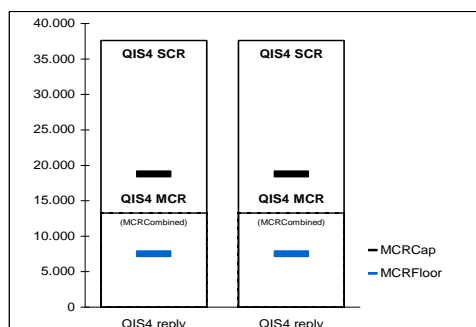 40.000
35.000
30.000
25.000
20.000
15.000
10.000
5.000
0
QIS4 SCR
QIS4 SCR
QIS4 MCR
QIS4 MCR
(MCRCombined)
(MCRCombined)
MCRCap
MCRFloor
QIS4 reply
QIS4 reply